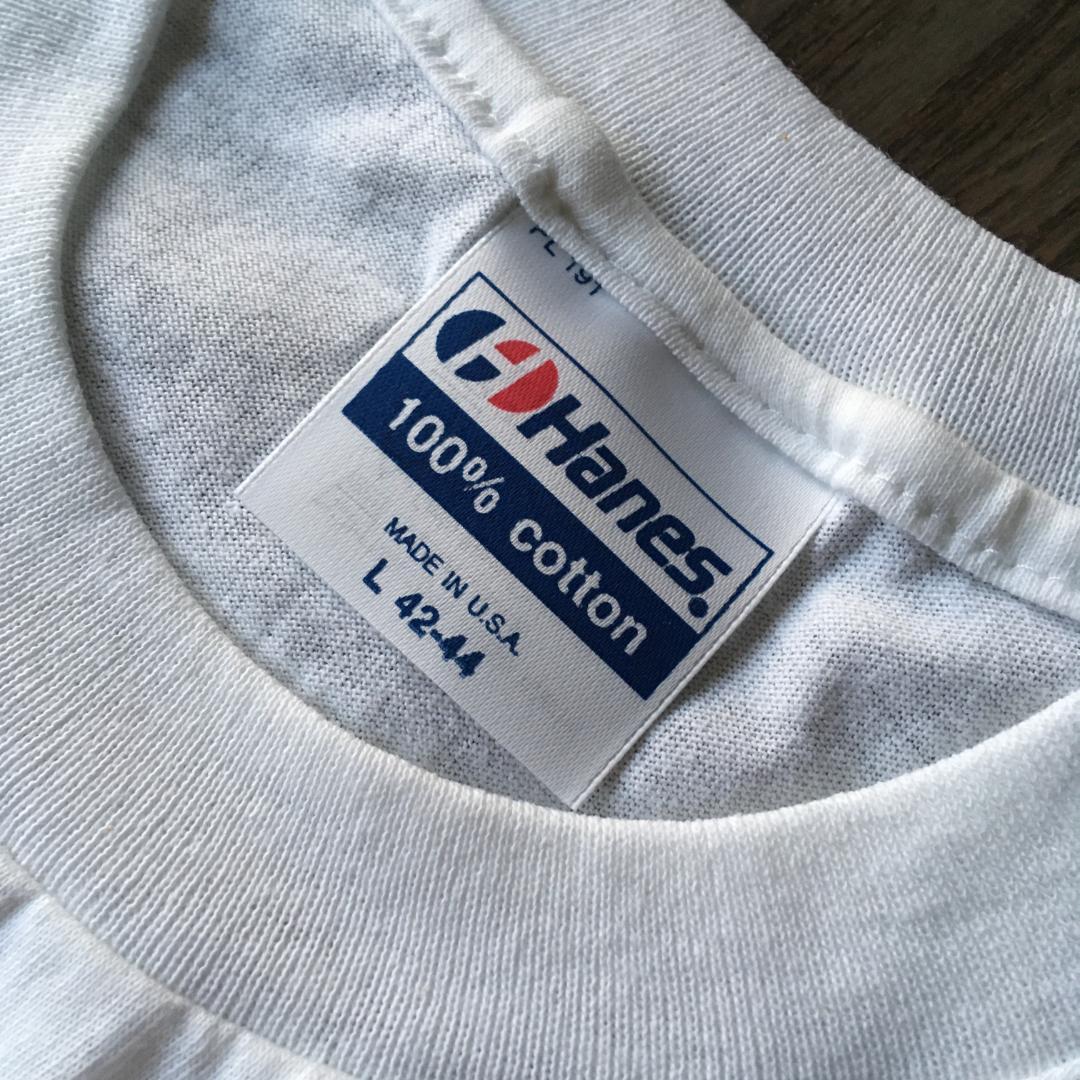 Hanes.
100% cotton
MADE IN U.S.A.
L 42-44